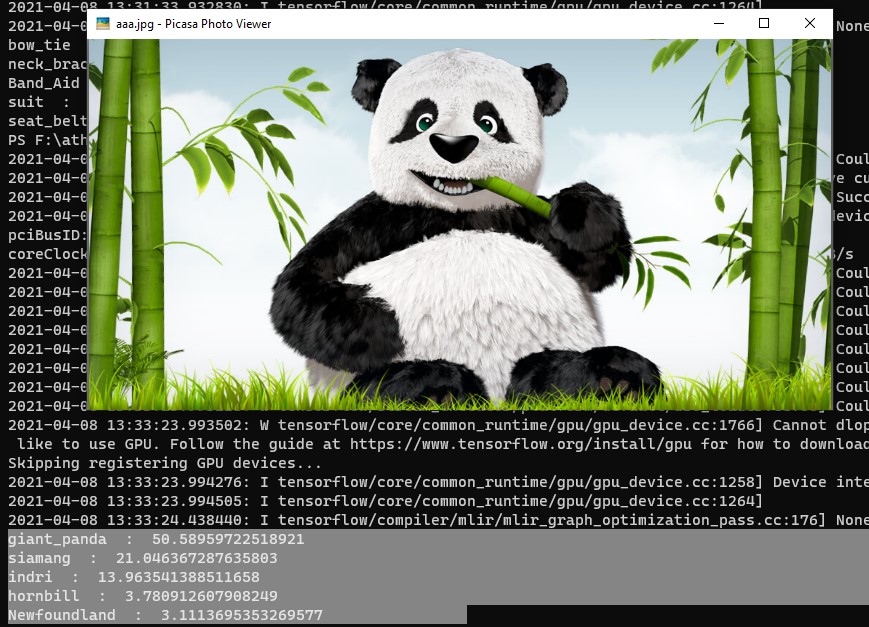 2021-04-08 13:31:33.932830: I tensorflow/core/common_runtime/gpu/gpu_device.cc:1264]
aaa.jpg - Picasa Photo Viewer
None
bow_tie
neck_brac
Band_Aid
suit :
seat_belt
PS F:\ath
2021-04-0 Coul
2021-04-0 e cu
2021-04-0 Succ
2021-04-0 evic
pciBusID:
coreClock /s
2021-04-0 Coul
2021-04-0 Coul
2021-04-0 Coul
2021-04-0 Coul
2021-04-0 Coul
2021-04-0 Coul
2021-04-0 Coul
2021-04-0 Coul
2021-04-08 13:33:23.993502: W tensorflow/core/common_runtime/gpu/gpu_device.cc:1766] Cannot dlop
like to use GPU. Follow the guide at https://www.tensorflow.org/install/gpu for how to download
Skipping registering GPU devices...
2021-04-08 13:33:23.994276: I tensorflow/core/common_runtime/gpu/gpu_device.cc:1258] Device inte
2021-04-08 13:33:23.994505: I tensorflow/core/common_runtime/gpu/gpu_device.cc:1264]
2021-04-08 13:33:24.438440: I tensorflow/compiler/mlir/mlir_graph_optimization_pass.cc:176] None
giant_panda : 50.58959722518921
siamang : 21.046367287635803
indri : 13.963541388511658
hornbill : 3.780912607908249
Newfoundland : 3.1113695353269577